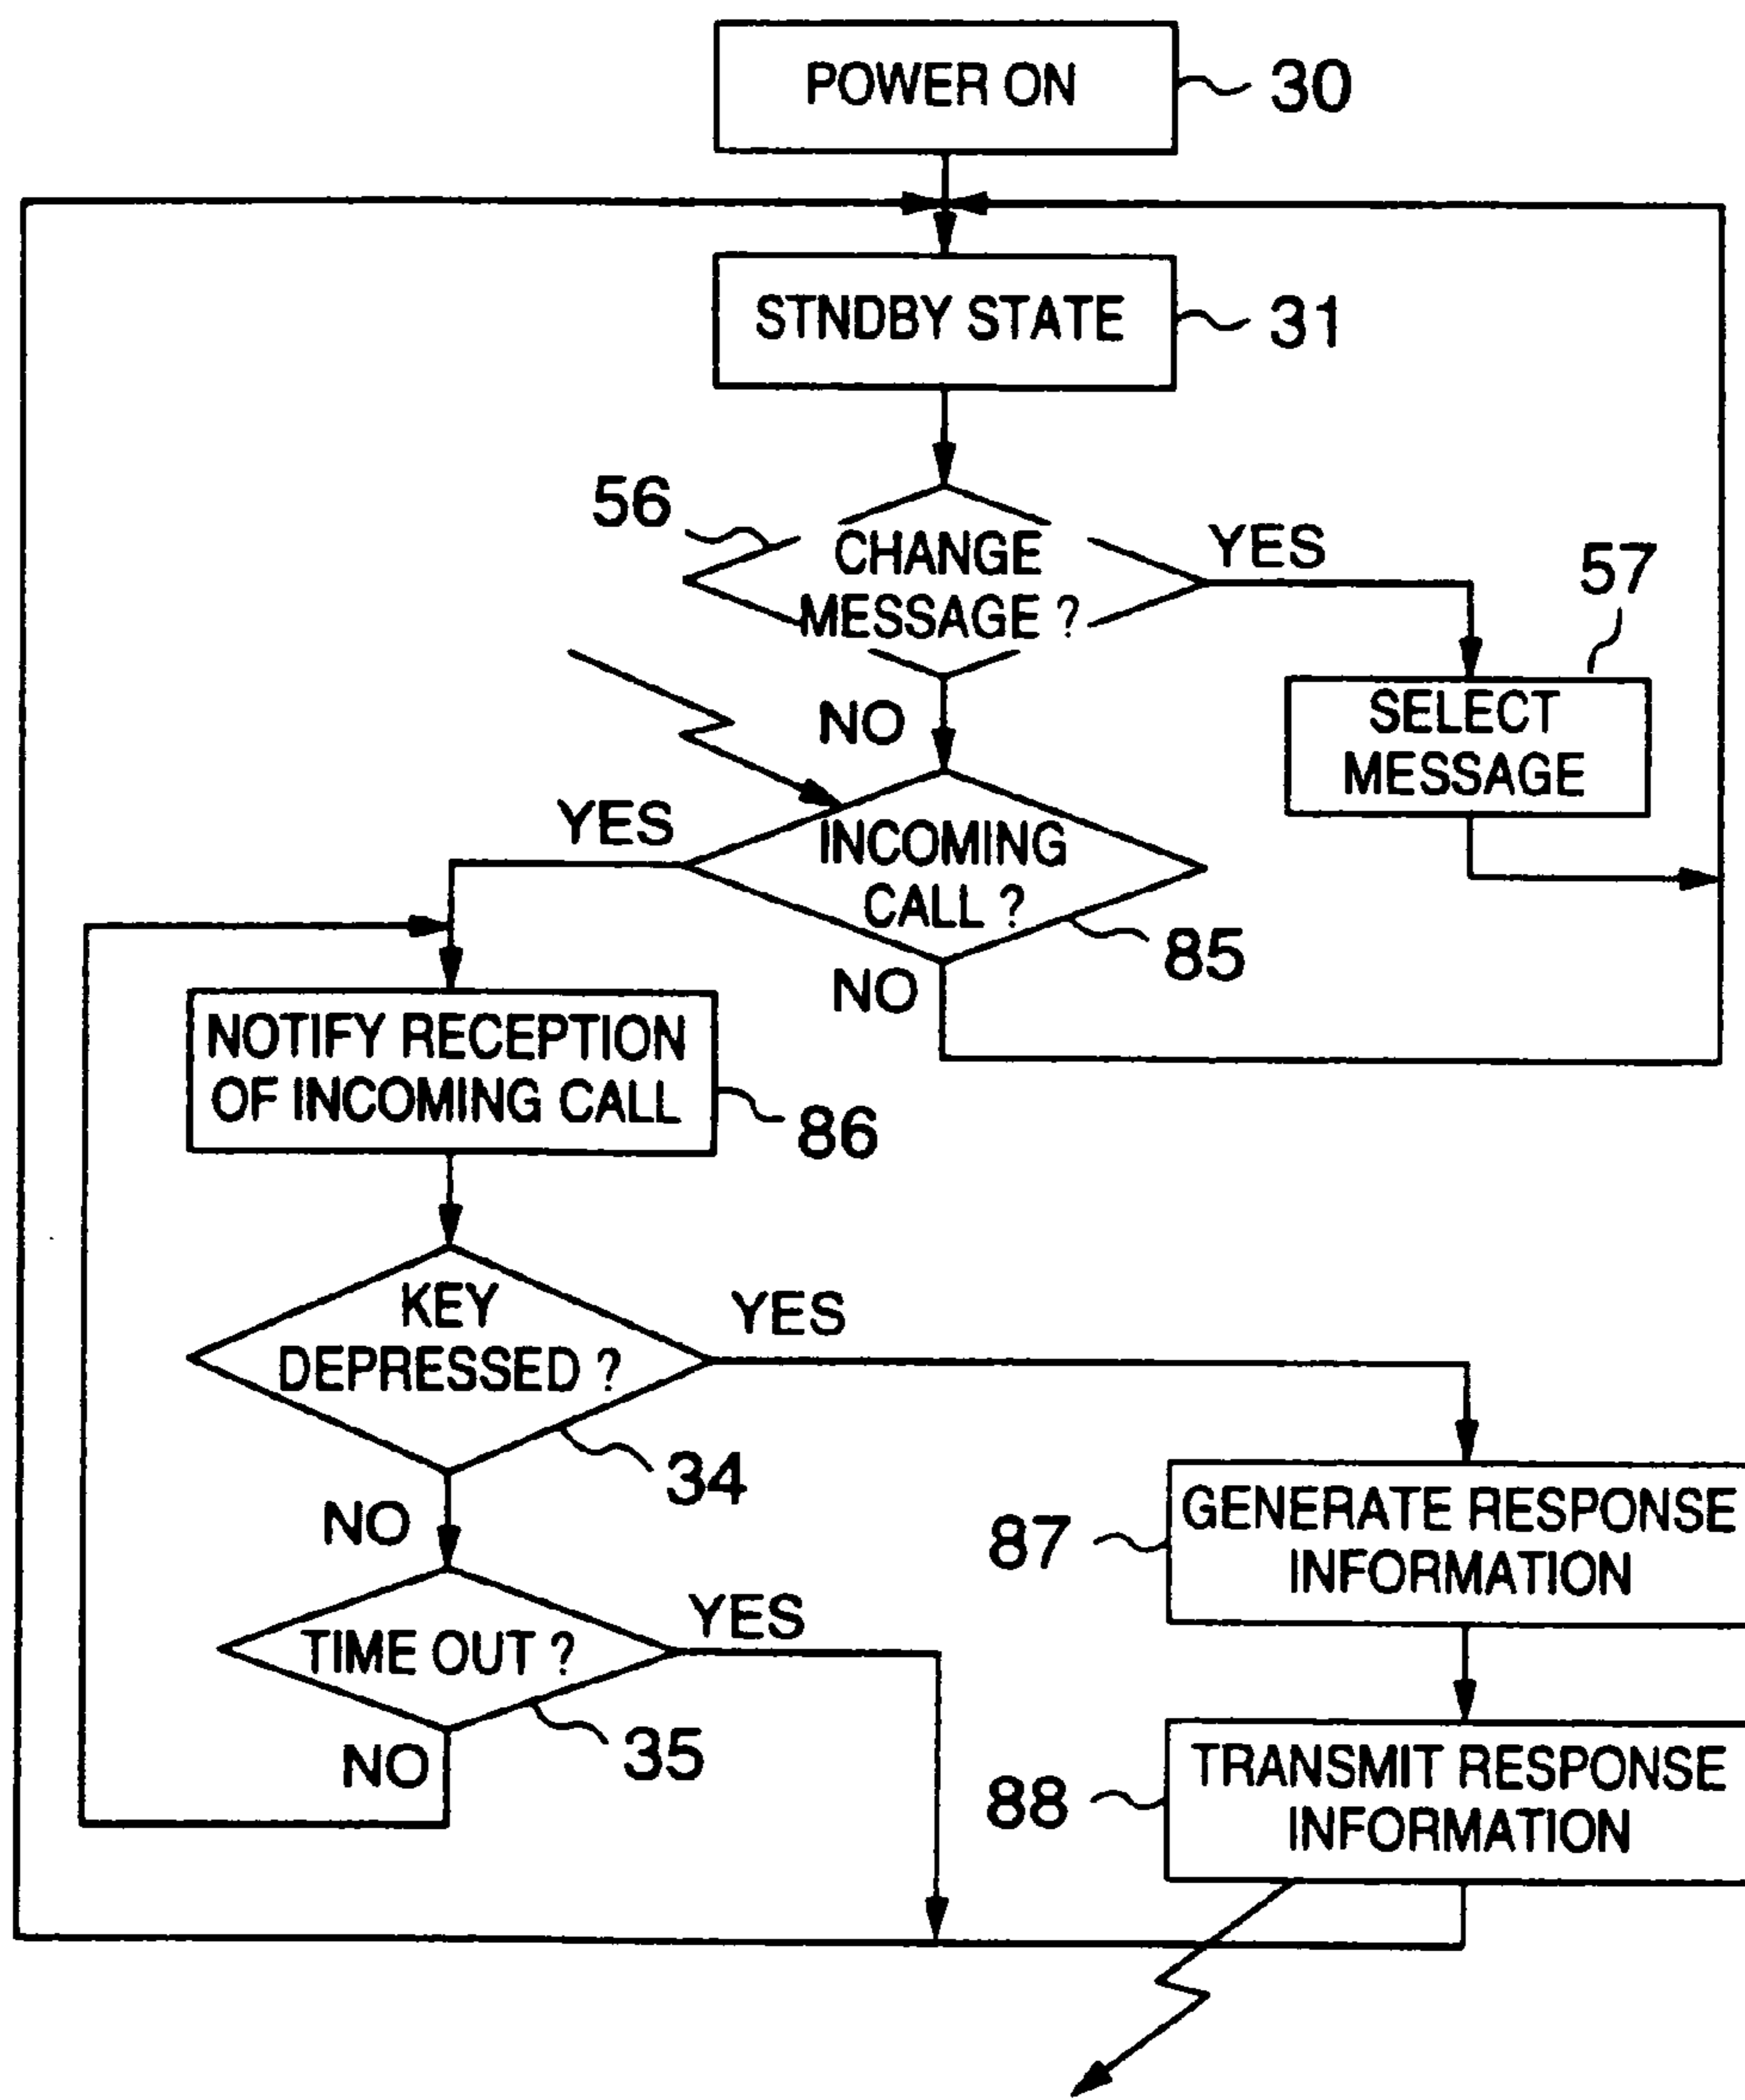 POWER ON
30
STNDBY STATE
31
56
CHANGE
MESSAGE ?
YES
57
SELECT
MESSAGE
NO
YES
INCOMING
CALL ?
85
NO
NOTIFY RECEPTION
OF INCOMING CALL
86
KEY
DEPRESSED ?
YES
34
NO
87
GENERATE RESPONSE
INFORMATION
TIME OUT ?
YES
35
NO
88
TRANSMIT RESPONSE
INFORMATION